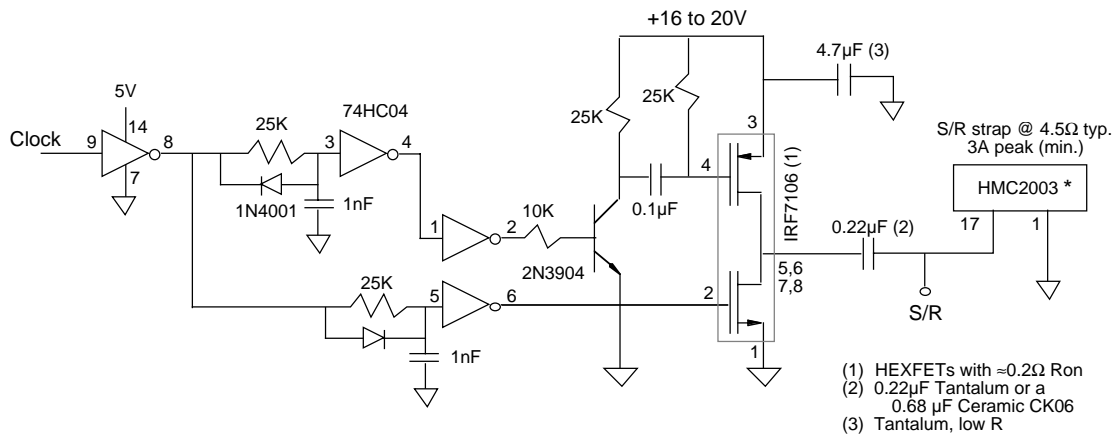 +16 to 20V
4.7µF (3)
5V
74HC04
25K
25K
S/R strap @ 4.5Ω typ.
3A peak (min.)
HMC2003 *
Clock
9
14
8
7
25K
3
4
1N4001
1nF
3
4
0.1µF
IRF7106 (1)
17
1
0.22µF (2)
1
2
10K
2N3904
5,6
7,8
S/R
25K
5
6
2
1nF
1
(1) HEXFETs with ≈0.2Ω Ron
(2) 0.22µF Tantalum or a
0.68 µF Ceramic CK06
(3) Tantalum, low R